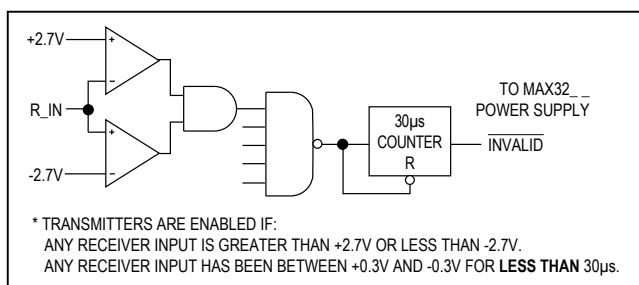 +2.7V
+
−
R_IN
+
−
-2.7V
30µs
COUNTER
R
TO MAX32_ _
POWER SUPPLY
INVALID
* TRANSMITTERS ARE ENABLED IF:
ANY RECEIVER INPUT IS GREATER THAN +2.7V OR LESS THAN -2.7V.
ANY RECEIVER INPUT HAS BEEN BETWEEN +0.3V AND -0.3V FOR LESS THAN 30µs.